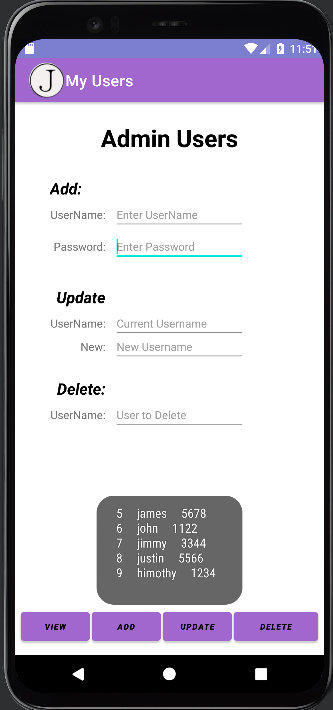 11:51
J My Users
Admin Users
Add:
UserName: Enter UserName
Password: Enter Password
Update
UserName: Current Username
New: New Username
Delete:
UserName: User to Delete
5 james 5678
6 john 1122
7 jimmy 3344
8 justin 5566
9 himothy 1234
VIEW ADD UPDATE DELETE